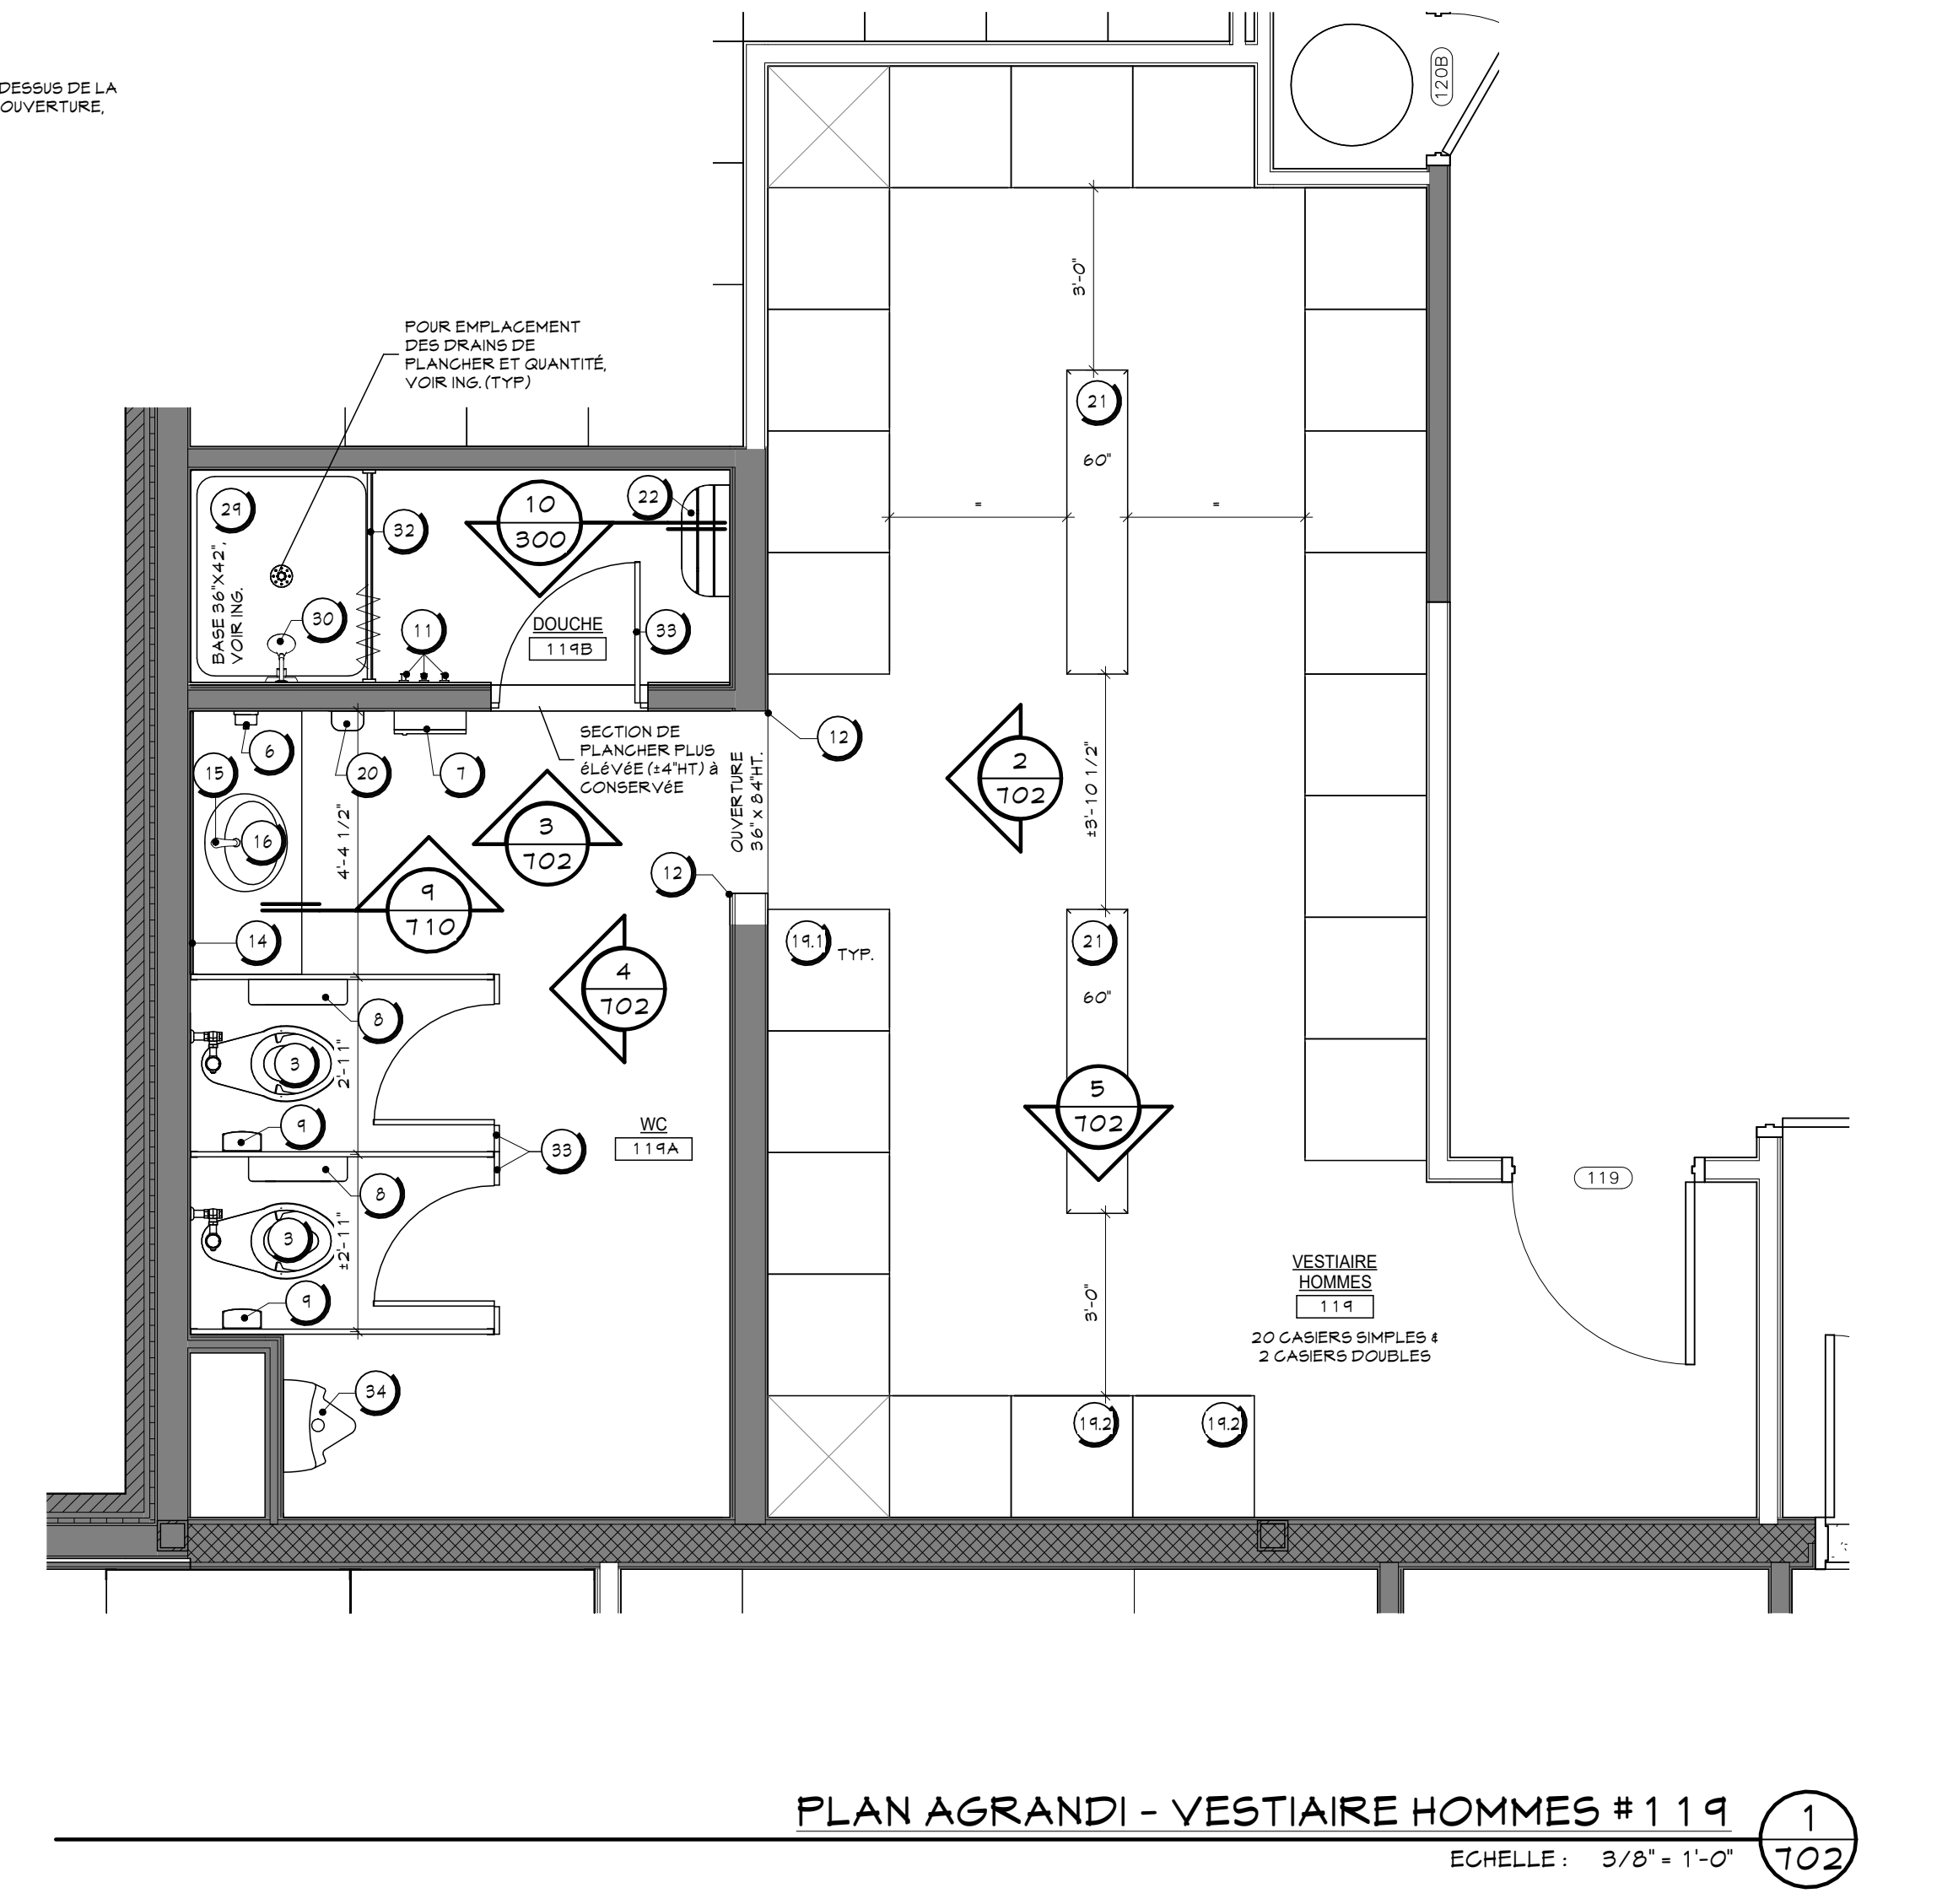 DESSUS DE LA
OUVERTURE,
120B
POUR EMPLACEMENT
DES DRAINS DE
PLANCHER ET QUANTITÉ,
VOIR ING. (TYP)
3'-0"
21
60"
=
=
29
BASE 36"X42",
VOIR ING.
32
10
300
22
30
11
DOUCHE
119B
33
6
15
20
7
16
4'-4 1/2"
SECTION DE
PLANCHER PLUS
éLÉVéE (±4"HT) à
CONSERVéE
OUVERTURE
36" X 84"HT.
12
2
702
±3'-10 1/2"
3
702
12
9
710
14
19.1
TYP.
21
60"
4
702
8
3
2'-11"
9
WC
119A
33
5
702
8
3
±2'-11"
9
119
VESTIAIRE
HOMMES
119
20 CASIERS SIMPLES &
2 CASIERS DOUBLES
3'-0"
34
19.2
19.2
PLAN AGRANDI - VESTIAIRE HOMMES #119
1
702
ECHELLE : 3/8" = 1'-0"